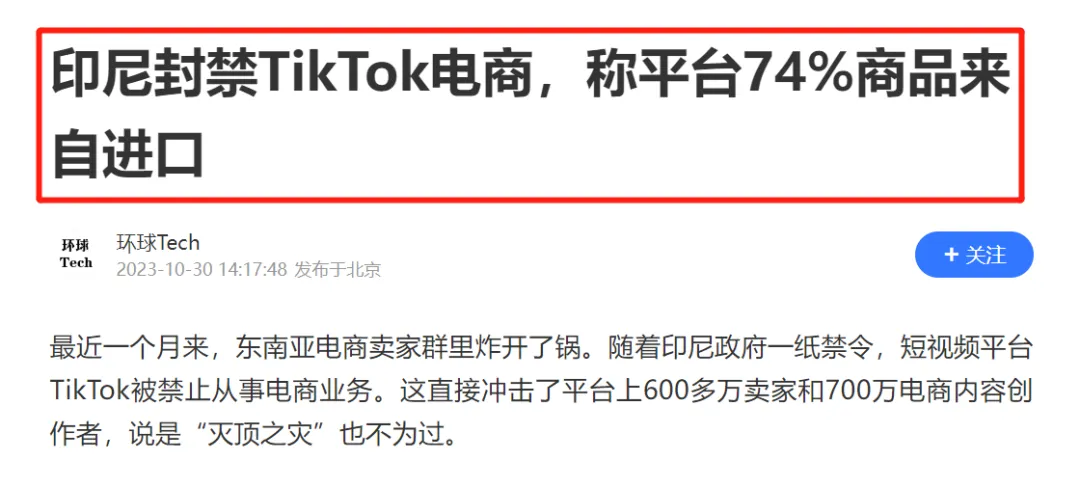 印尼封禁TikTok电商，称平台74%商品来
自进口
环球
Tech
环球Tech
2023-10-30 14:17:48 发布于北京
+ 关注
最近一个月来，东南亚电商卖家群里炸开了锅。随着印尼政府一纸禁令，短视频平台
TikTok被禁止从事电商业务。这直接冲击了平台上600多万卖家和700万电商内容创
作者，说是“灭顶之灾”也不为过。